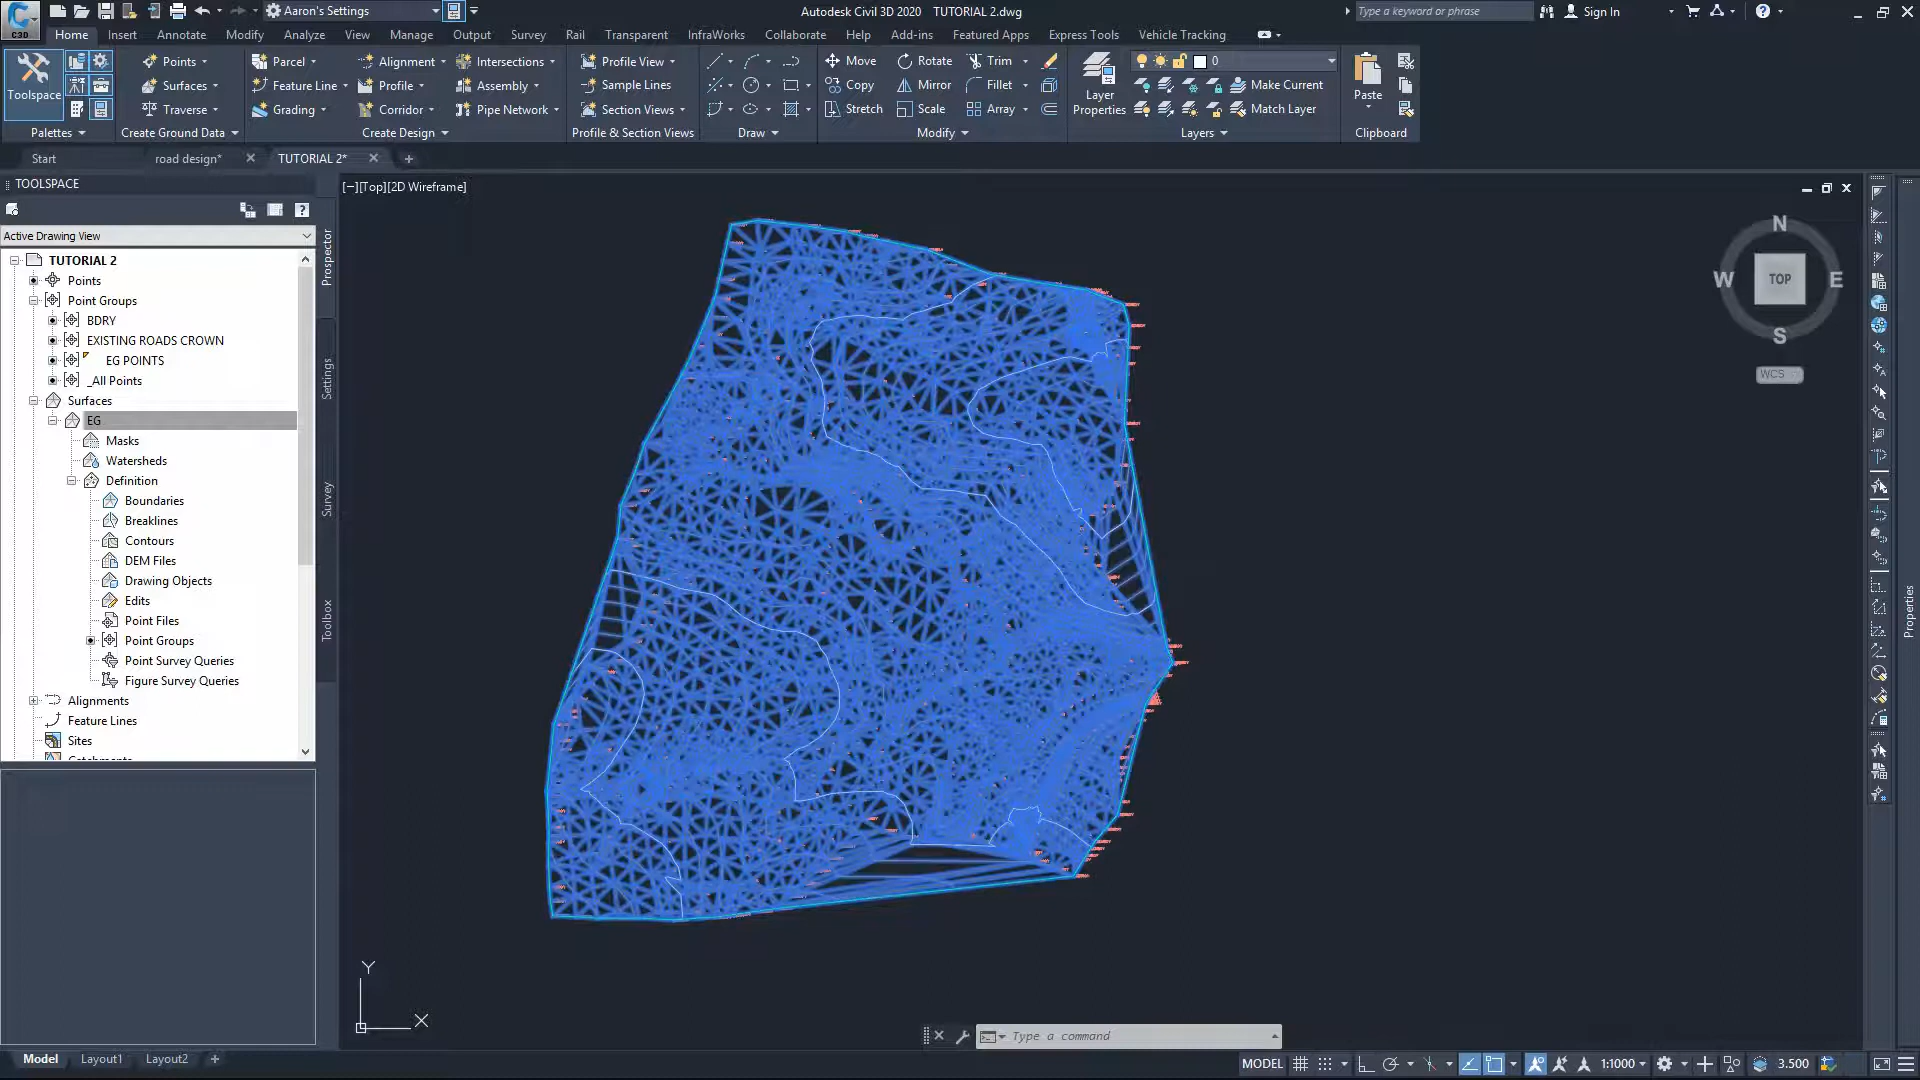 C3D
Aaron's Settings
Autodesk Civil 3D 2020 TUTORIAL 2.dwg
Type a keyword or phrase
Sign In
Home Insert Annotate Modify Analyze View Manage Output Survey Rail Transparent InfraWorks Collaborate Help Add-ins Featured Apps Express Tools Vehicle Tracking
Points Parcel Alignment Intersections Profile View Move Rotate Trim 0
Toolspace Surfaces Feature Line Profile Assembly Sample Lines Copy Mirror Fillet Layer Properties Make Current Paste
Traverse Grading Corridor Pipe Network Section Views Stretch Scale Array Match Layer
Palettes Create Ground Data Create Design Profile & Section Views Draw Modify Layers Clipboard
Start road design* TUTORIAL 2*
TOOLSPACE
[−][Top][2D Wireframe]
Active Drawing View
TUTORIAL 2
Points
Point Groups
BDRY
EXISTING ROADS CROWN
EG POINTS
_All Points
Surfaces
EG
Masks
Watersheds
Definition
Boundaries
Breaklines
Contours
DEM Files
Drawing Objects
Edits
Point Files
Point Groups
Point Survey Queries
Figure Survey Queries
Alignments
Feature Lines
Sites
Catchments
Prospector
Settings
Survey
Toolbox
N
W TOP E
S
WCS
Properties
Y
X
Type a command
Model Layout1 Layout2
MODEL 1:1000 3.500